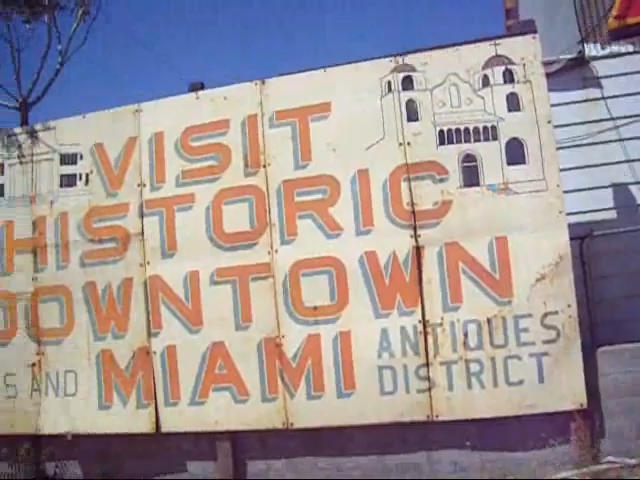 VISIT
HISTORIC
DOWNTOWN
S AND MIAMI ANTIQUES
DISTRICT